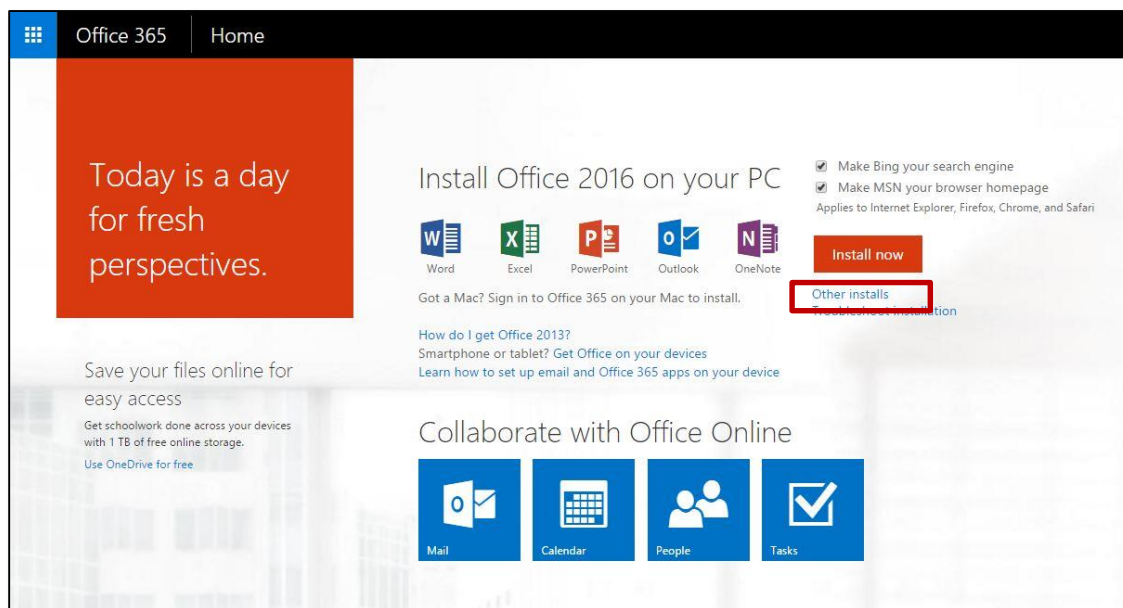 Office 365 Home
Today is a day
for fresh
perspectives.
Save your files online for
easy access
Get schoolwork done across your devices
with 1 TB of free online storage.
Use OneDrive for free
Install Office 2016 on your PC
Word Excel PowerPoint Outlook OneNote
Got a Mac? Sign in to Office 365 on your Mac to install.
How do I get Office 2013?
Smartphone or tablet? Get Office on your devices
Learn how to set up email and Office 365 apps on your device
Make Bing your search engine
Make MSN your browser homepage
Applies to Internet Explorer, Firefox, Chrome, and Safari
Install now
Other installs
Troubleshoot installation
Collaborate with Office Online
Mail Calendar People Tasks